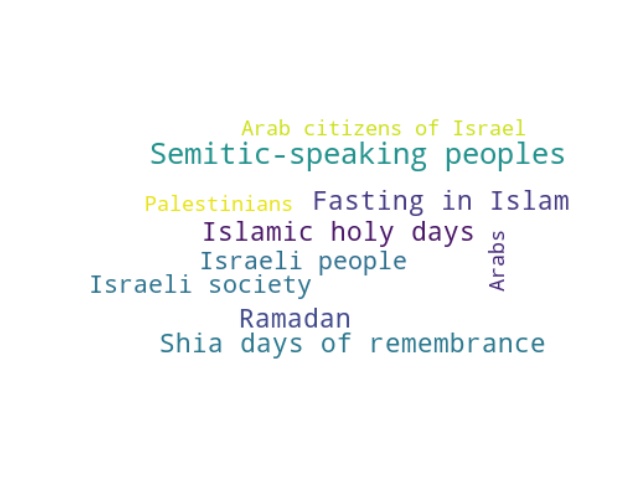 Arab citizens of Israel
Semitic-speaking peoples
Palestinians
Fasting in Islam
Islamic holy days
Arabs
Israeli people
Israeli society
Ramadan
Shia days of remembrance